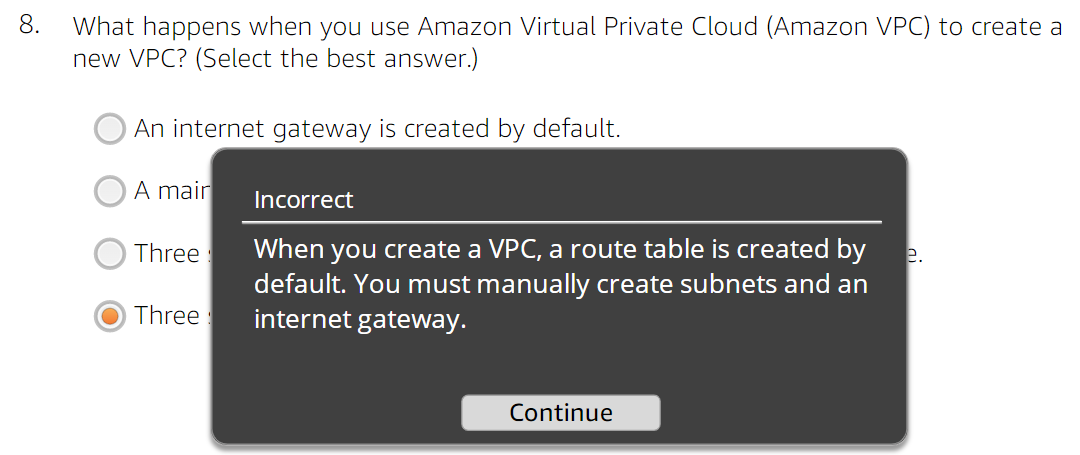 8. What happens when you use Amazon Virtual Private Cloud (Amazon VPC) to create a
new VPC? (Select the best answer.)
An internet gateway is created by default.
A main
Three
Three
Incorrect
When you create a VPC, a route table is created by
default. You must manually create subnets and an
internet gateway.
e.
Continue